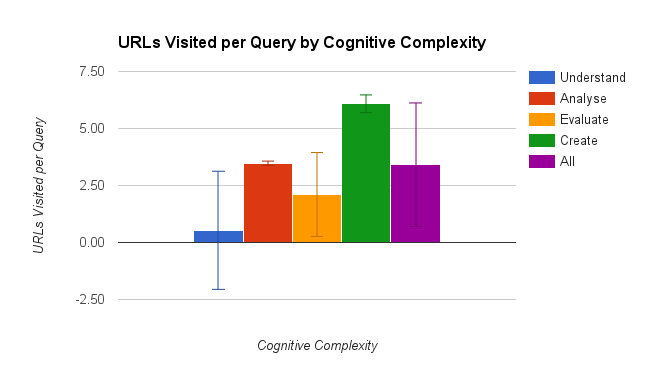 URLs Visited per Query by Cognitive Complexity
7.50
5.00
2.50
0.00
-2.50
URLs Visited per Query
Cognitive Complexity
Understand
Analyse
Evaluate
Create
All